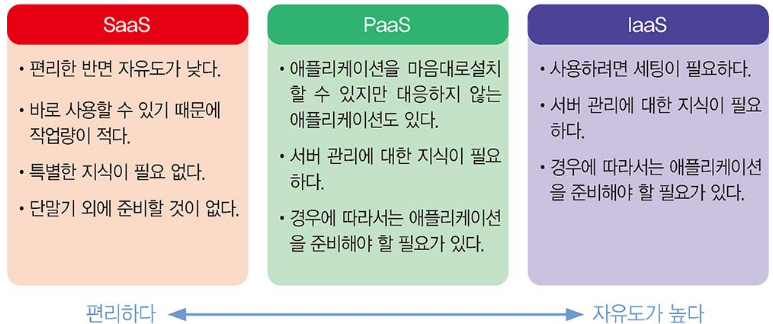 SaaS
• 편리한 반면 자유도가 낮다.
• 바로 사용할 수 있기 때문에
작업량이 적다.
• 특별한 지식이 필요 없다.
• 단말기 외에 준비할 것이 없다.
PaaS
• 애플리케이션을 마음대로설치
할 수 있지만 대응하지 않는
애플리케이션도 있다.
• 서버 관리에 대한 지식이 필요
하다.
• 경우에 따라서는 애플리케이션
을 준비해야 할 필요가 있다.
IaaS
• 사용하려면 세팅이 필요하다.
• 서버 관리에 대한 지식이 필요
하다.
• 경우에 따라서는 애플리케이션
을 준비해야 할 필요가 있다.
편리하다
자유도가 높다